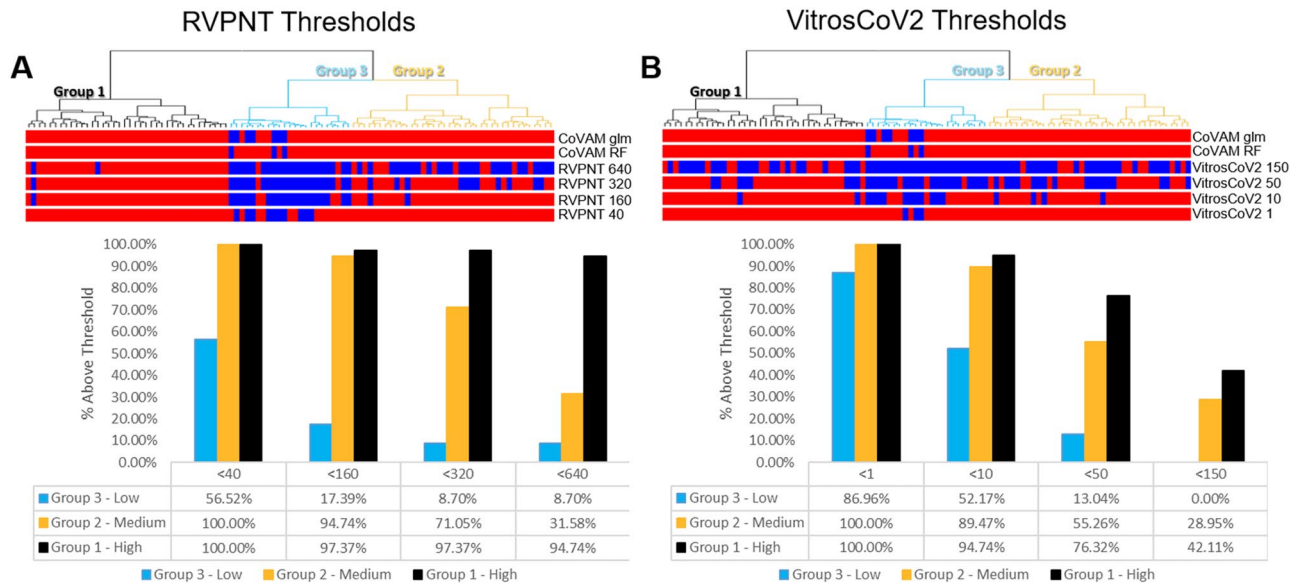 RVPNT Thresholds
A
Group 1
Group 3
Group 2
CoVAM glm
CoVAM RF
RVPNT 640
RVPNT 320
RVPNT 160
RVPNT 40
% Above Threshold
100.00%
90.00%
80.00%
70.00%
60.00%
50.00%
40.00%
30.00%
20.00%
10.00%
0.00%
<40 <160 <320 <640
Group 3 - Low 56.52% 17.39% 8.70% 8.70%
Group 2 - Medium 100.00% 94.74% 71.05% 31.58%
Group 1 - High 100.00% 97.37% 97.37% 94.74%
Group 3 - Low Group 2 - Medium Group 1 - High
VitrosCoV2 Thresholds
B
Group 1
Group 3
Group 2
CoVAM glm
CoVAM RF
VitrosCoV2 150
VitrosCoV2 50
VitrosCoV2 10
VitrosCoV2 1
% Above Threshold
100.00%
90.00%
80.00%
70.00%
60.00%
50.00%
40.00%
30.00%
20.00%
10.00%
0.00%
<1 <10 <50 <150
Group 3 - Low 86.96% 52.17% 13.04% 0.00%
Group 2 - Medium 100.00% 89.47% 55.26% 28.95%
Group 1 - High 100.00% 94.74% 76.32% 42.11%
Group 3 - Low Group 2 - Medium Group 1 - High